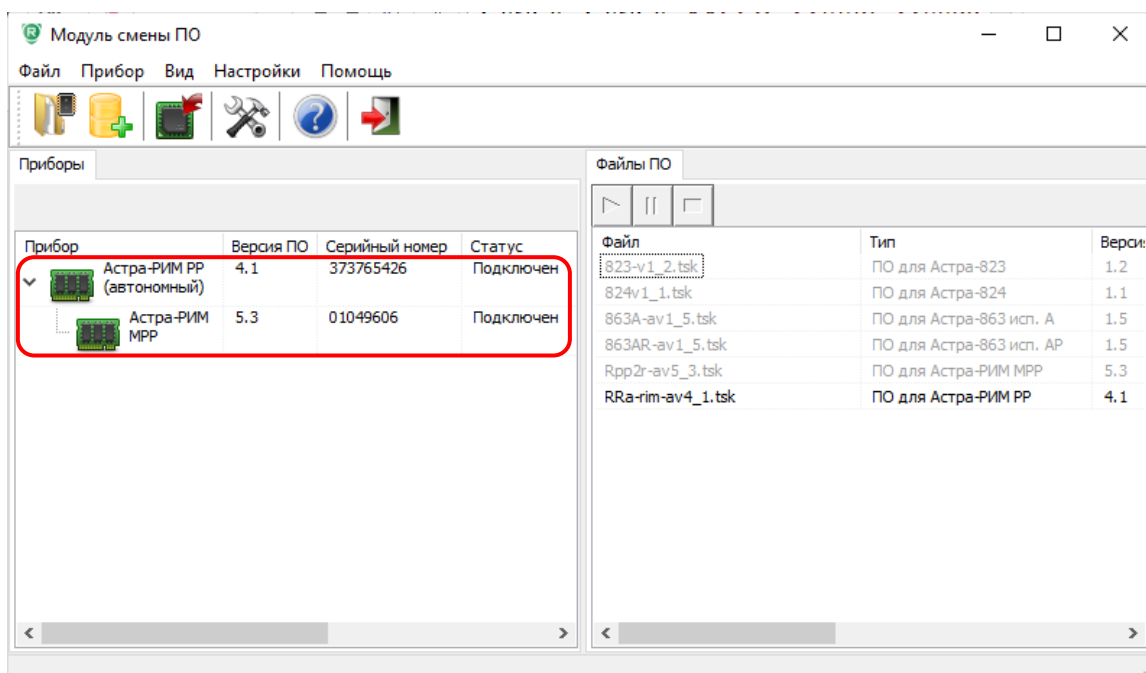 Модуль смены ПО
Файл Прибор Вид Настройки Помощь
Приборы
Файлы ПО
Прибор Версия ПО Серийный номер Статус
Астра-РИМ РР (автономный) 4.1 373765426 Подключен
Астра-РИМ МРР 5.3 01049606 Подключен
Файл Тип Верси
823-v1_2.tsk ПО для Астра-823 1.2
824v1_1.tsk ПО для Астра-824 1.1
863A-av1_5.tsk ПО для Астра-863 исп. А 1.5
863AR-av1_5.tsk ПО для Астра-863 исп. АР 1.5
Rpp2r-av5_3.tsk ПО для Астра-РИМ МРР 5.3
RRa-rim-av4_1.tsk ПО для Астра-РИМ РР 4.1